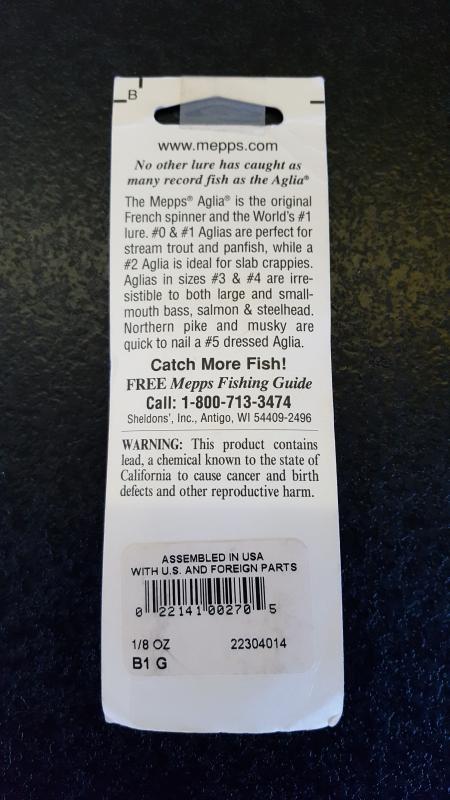 B
www.mepps.com
No other lure has caught as
many record fish as the Aglia®
The Mepps® Aglia® is the original
French spinner and the World's #1
lure. #0 & #1 Aglias are perfect for
stream trout and panfish, while a
#2 Aglia is ideal for slab crappies.
Aglias in sizes #3 & #4 are irre-
sistible to both large and small-
mouth bass, salmon & steelhead.
Northern pike and musky are
quick to nail a #5 dressed Aglia.
Catch More Fish!
FREE Mepps Fishing Guide
Call: 1-800-713-3474
Sheldons', Inc., Antigo, WI 54409-2496
WARNING: This product contains
lead, a chemical known to the state of
California to cause cancer and birth
defects and other reproductive harm.
ASSEMBLED IN USA
WITH U.S. AND FOREIGN PARTS
0 22141 00270 5
1/8 OZ 22304014
B1 G